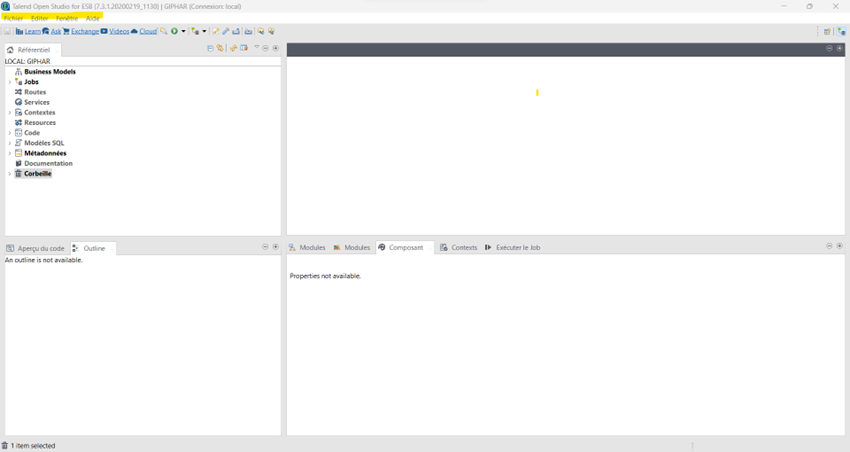 Talend Open Studio for ESB (7.3.1.20200219_1130) | GIPHAR (Connexion: local)
Fichier Editer Fenêtre Aide
Learn Ask Exchange Videos Cloud
Référentiel
LOCAL: GIPHAR
Business Models
Jobs
Routes
Services
Contextes
Resources
Code
Modèles SQL
Métadonnées
Documentation
Corbeille
Aperçu du code Outline
An outline is not available.
Modules Modules Composant Contexts Exécuter le Job
Properties not available.
1 item selected